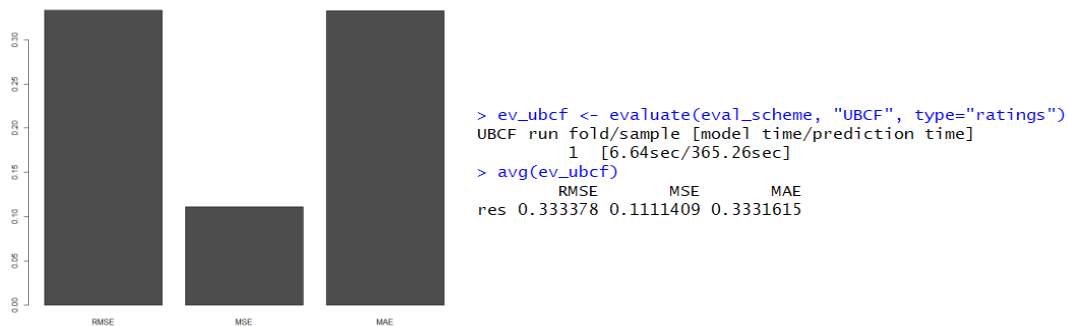 0.30
0.25
0.20
0.15
0.10
0.05
0.00
RMSE MSE MAE
> ev_ubcf <- evaluate(eval_scheme, "UBCF", type="ratings")
UBCF run fold/sample [model time/prediction time]
1 [6.64sec/365.26sec]
> avg(ev_ubcf)
RMSE MSE MAE
res 0.333378 0.1111409 0.3331615